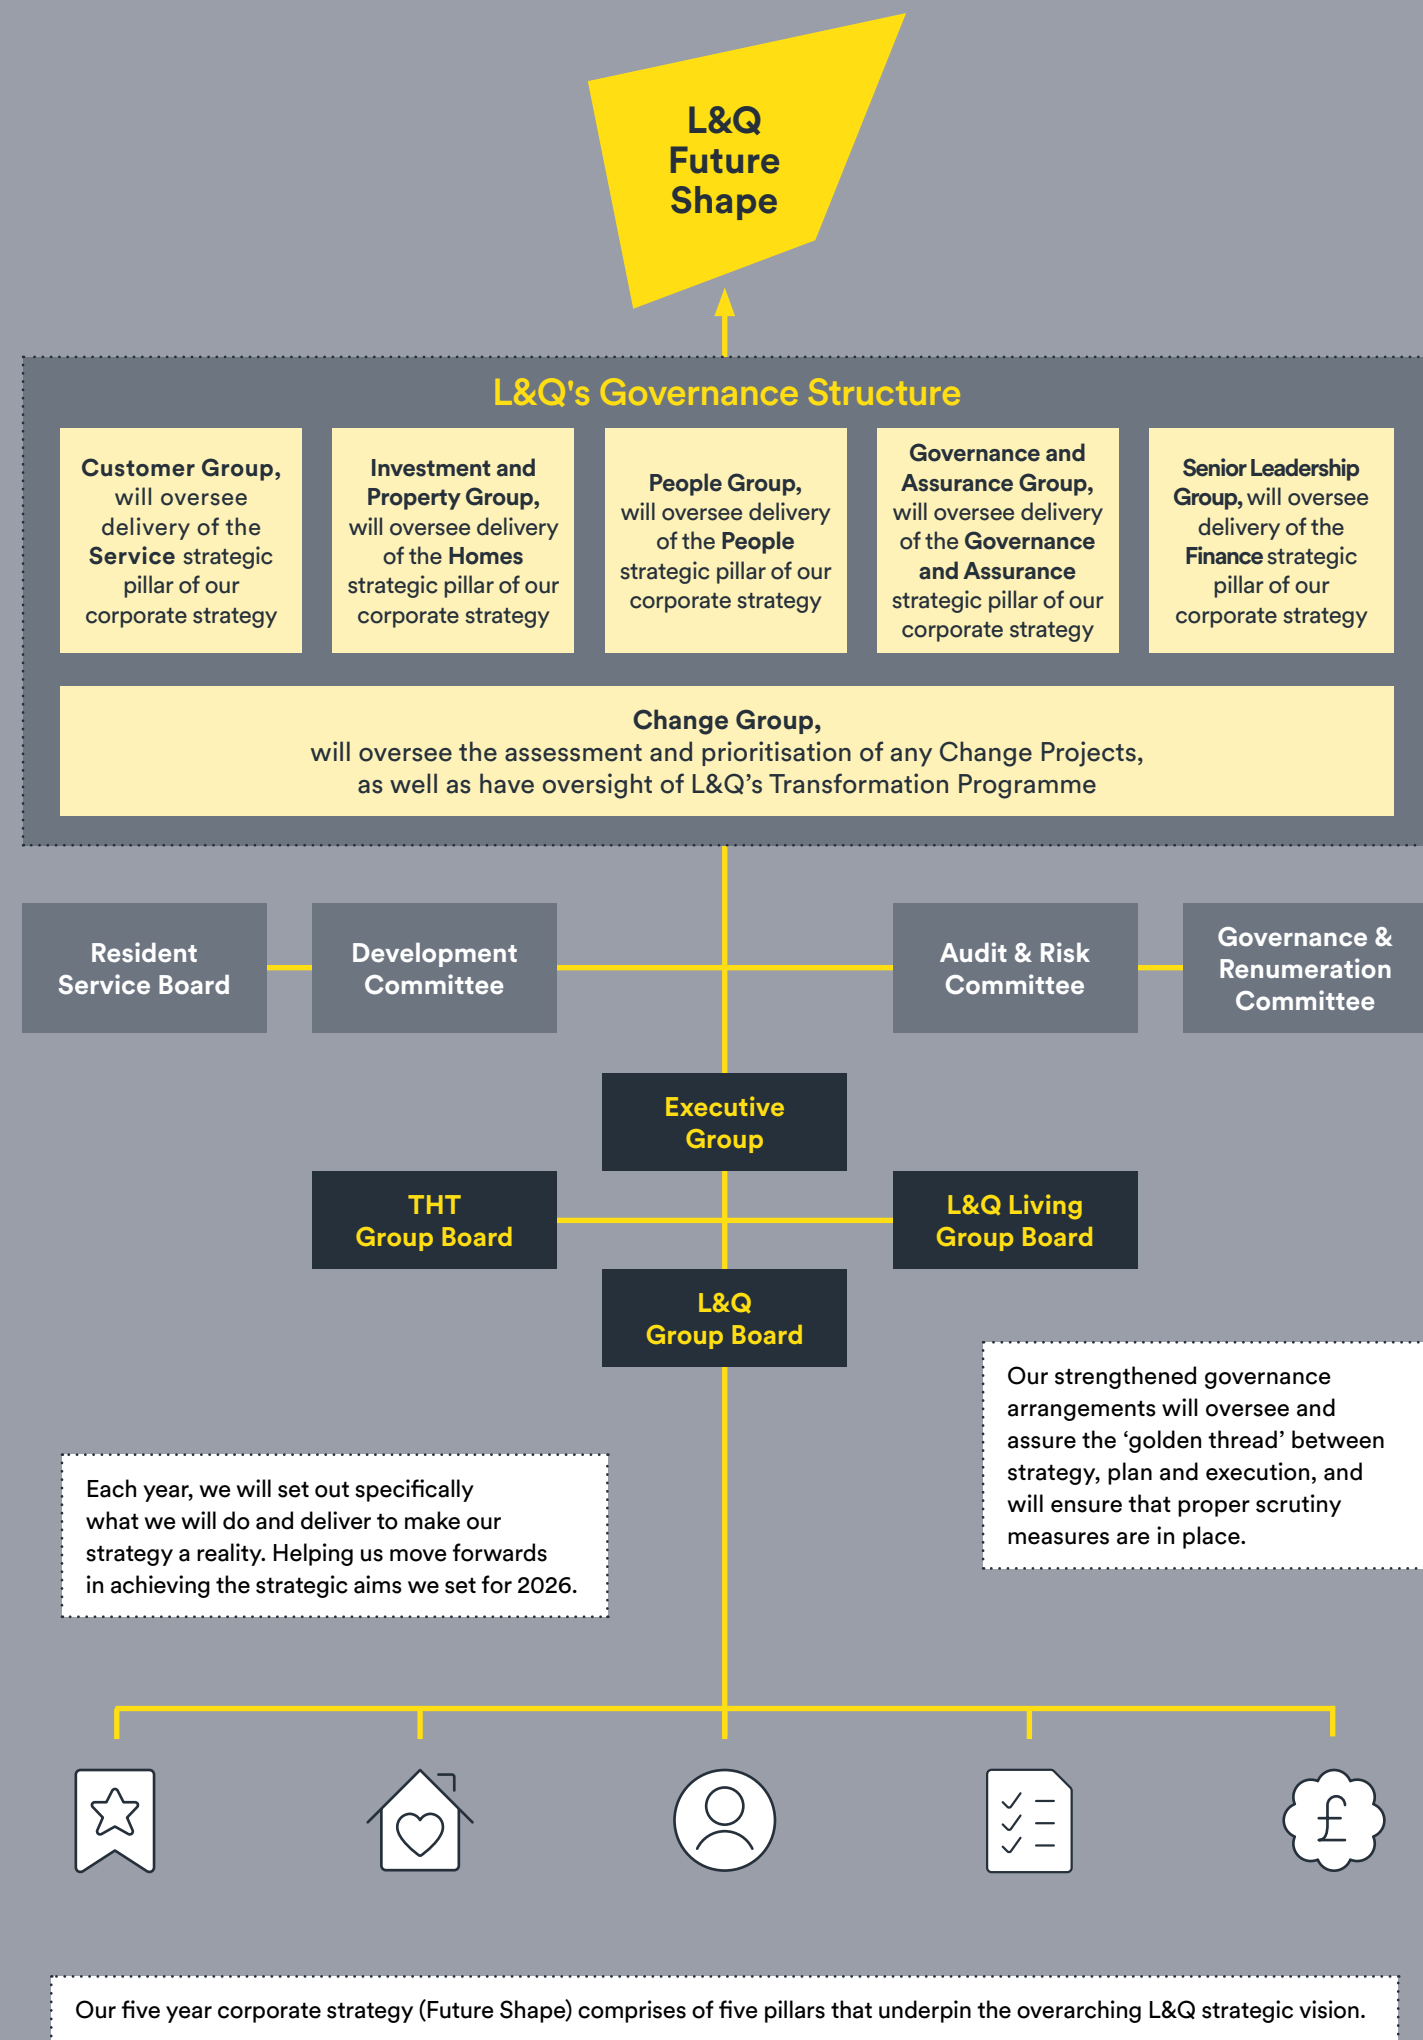 L&Q
Future
Shape
L&Q's Governance Structure
Customer Group,
will oversee
delivery of the
Service strategic
pillar of our
corporate strategy
Investment and
Property Group,
will oversee delivery
of the Homes
strategic pillar of our
corporate strategy
People Group,
will oversee delivery
of the People
strategic pillar of our
corporate strategy
Governance and
Assurance Group,
will oversee delivery
of the Governance
and Assurance
strategic pillar of our
corporate strategy
Senior Leadership
Group, will oversee
delivery of the
Finance strategic
pillar of our
corporate strategy
Change Group,
will oversee the assessment and prioritisation of any Change Projects,
as well as have oversight of L&Q’s Transformation Programme
Resident
Service Board
Development
Committee
Audit & Risk
Committee
Governance &
Renumeration
Committee
Executive
Group
THT
Group Board
L&Q Living
Group Board
L&Q
Group Board
Our strengthened governance
arrangements will oversee and
assure the ‘golden thread’ between
strategy, plan and execution, and
will ensure that proper scrutiny
measures are in place.
Each year, we will set out specifically
what we will do and deliver to make our
strategy a reality. Helping us move forwards
in achieving the strategic aims we set for 2026.
£
Our five year corporate strategy (Future Shape) comprises of five pillars that underpin the overarching L&Q strategic vision.